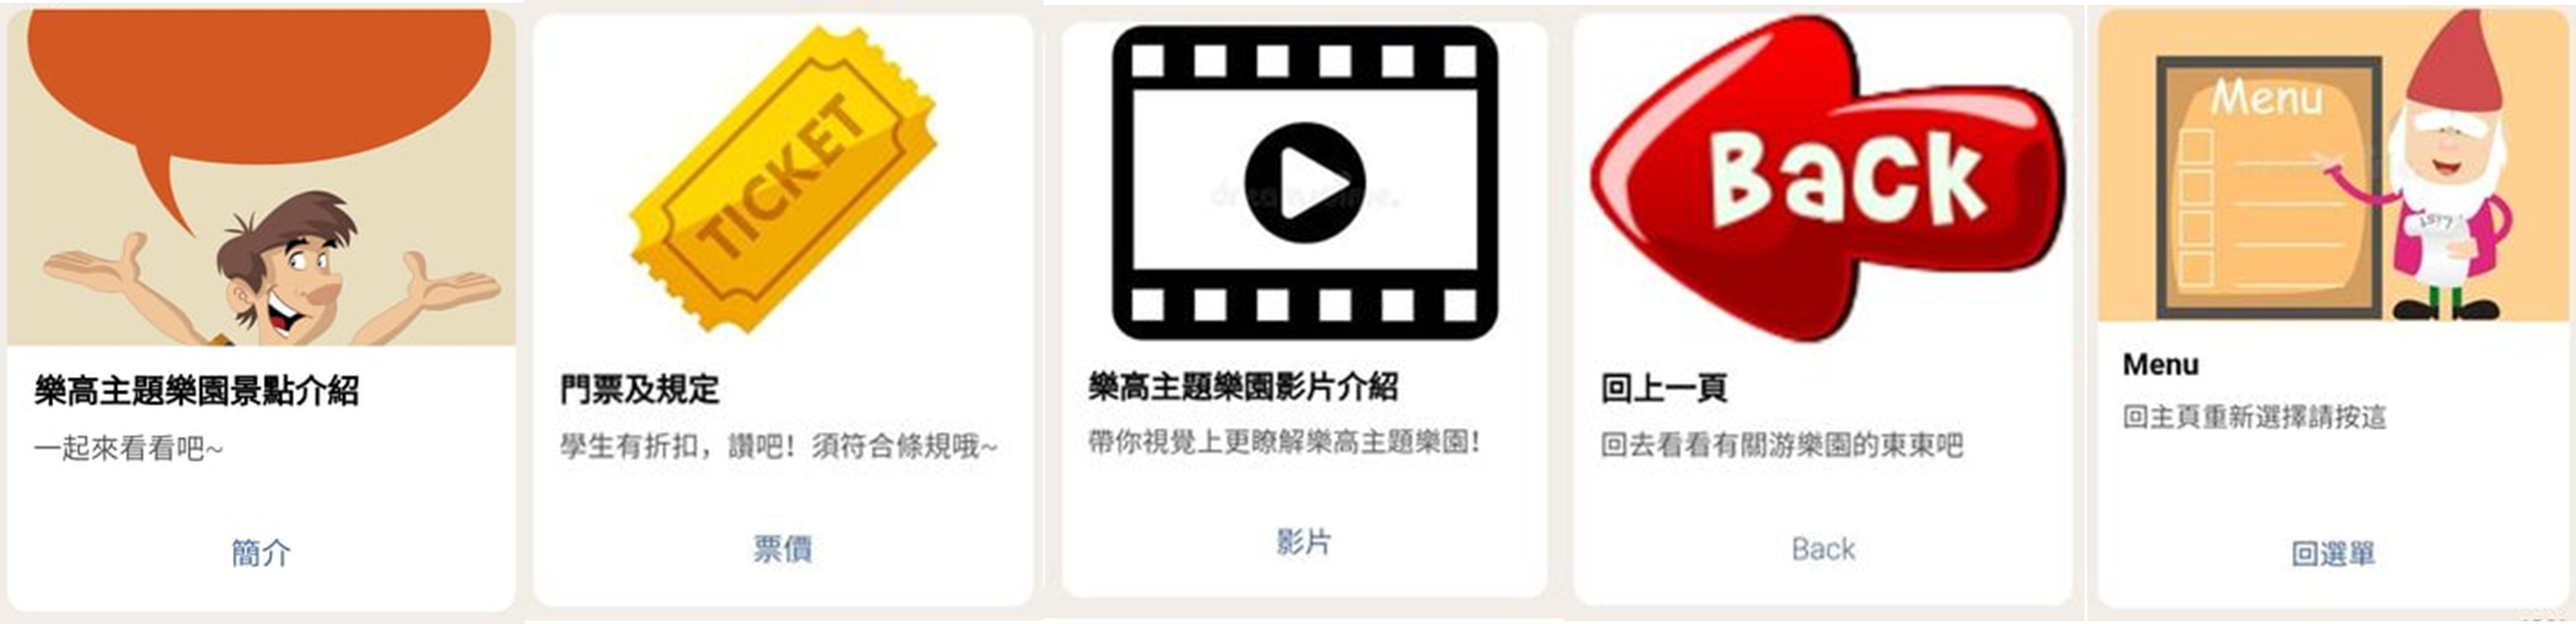 樂高主題樂園景點介紹
一起來看看吧~
簡介
TICKET
門票及規定
學生有折扣，讚吧！須符合條規哦~
票價
樂高主題樂園影片介紹
帶你視覺上更瞭解樂高主題樂園！
影片
Back
回上一頁
回去看看有關游樂園的東東吧
Back
Menu
Menu
回主頁重新選擇請按這
回選單